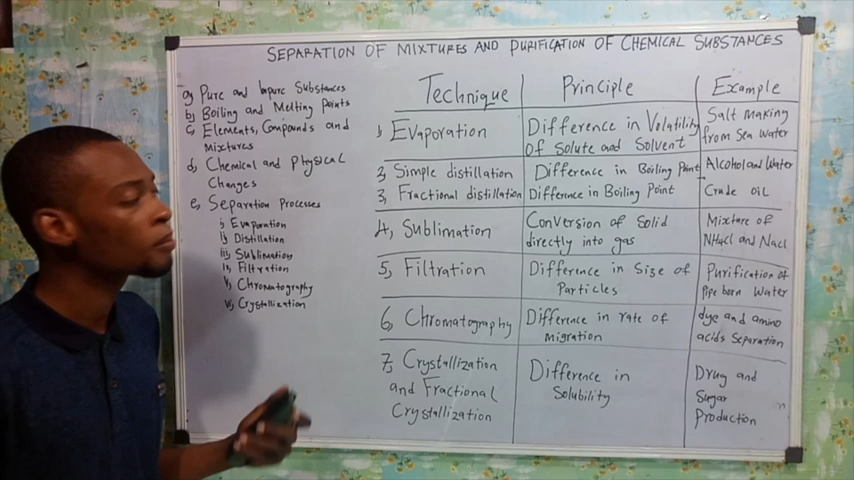 SEPARATION OF MIXTURES AND PURIFICATION OF CHEMICAL SUBSTANCES
a, Pure and Impure Substances
b, Boiling and Melting Points
c, Elements, Compounds and
Mixtures
d, Chemical and Physical
Changes
e, Separation Processes
i, Evaporation
ii, Distillation
iii, Sublimation
iv, Filtration
v, Chromatography
vi, Crystallization
Technique Principle Example
1, Evaporation
Difference in Volatility
of Solute and Solvent
Salt making
from Sea Water
2, Simple distillation Difference in Boiling Point Alcohol and Water
3, Fractional distillation Difference in Boiling Point Crude oil
4, Sublimation
Conversion of Solid
directly into gas
Mixture of
NH4Cl and NaCl
5, Filtration
Difference in Size of
Particles
Purification of
Pipe born Water
6, Chromatography
Difference in rate of
migration
dye and amino
acids Separation
7, Crystallization
and Fractional
Crystallization
Difference in
Solubility
Drug and
Sugar
Production